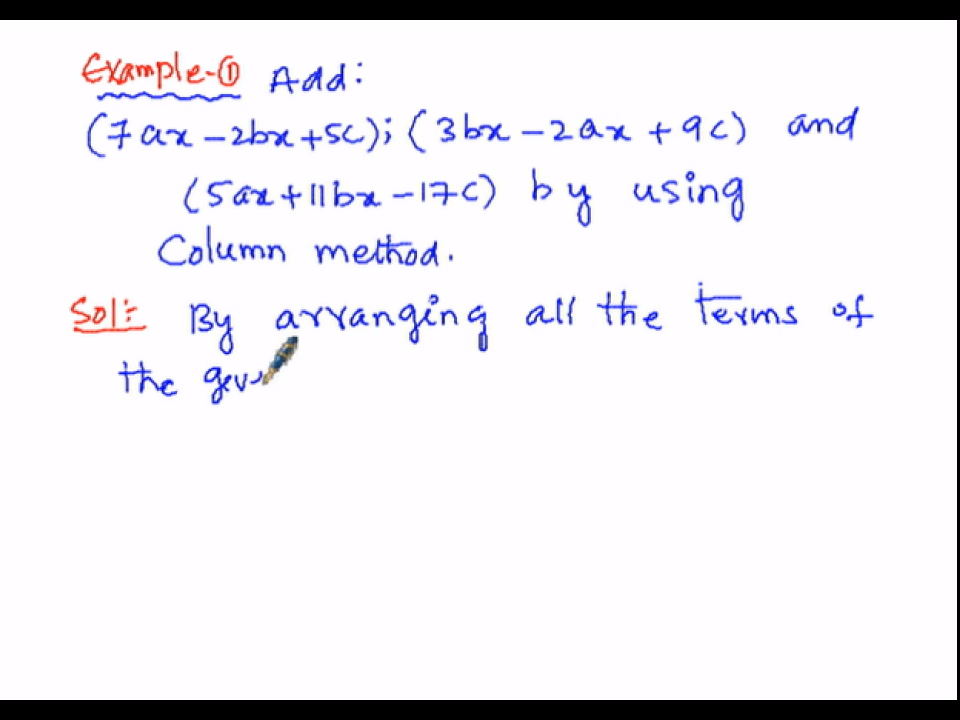 Example-① Add:
(7ax-2bx+5c); (3bx-2ax+9c) and
(5ax+11bx-17c) by using
Column method.
Sol:- By arranging all the terms of
the